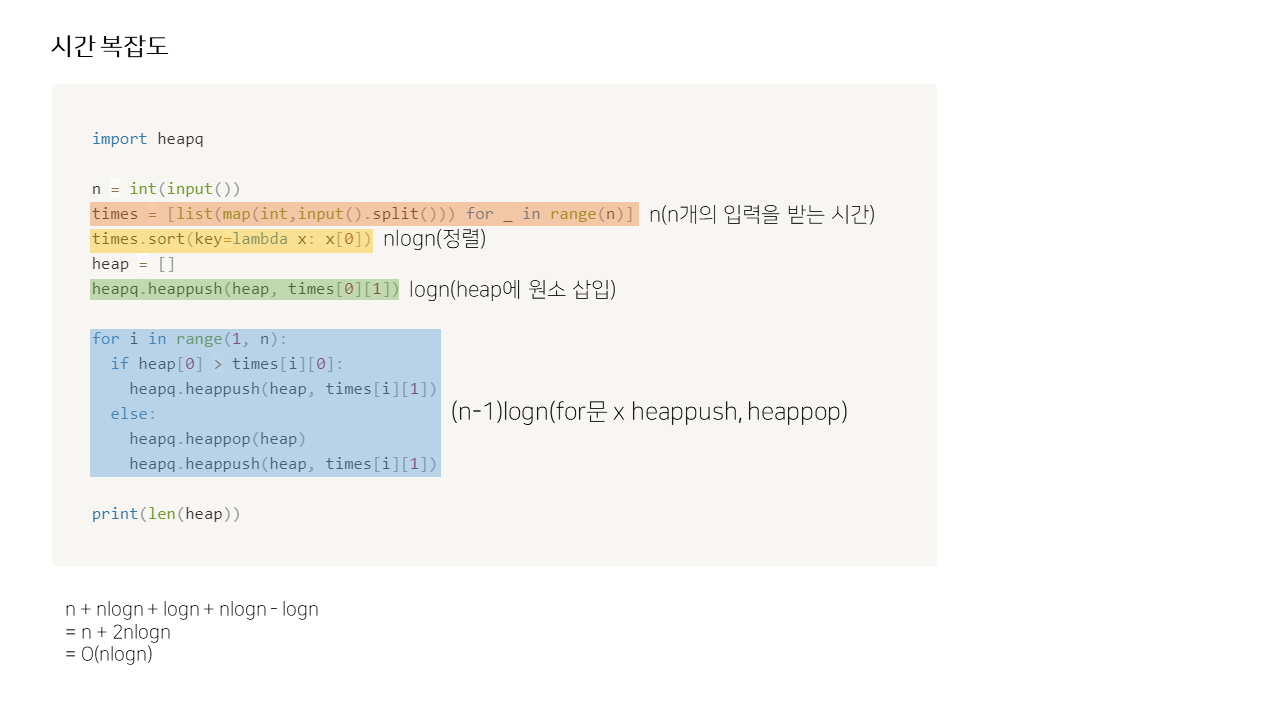 시간 복잡도
import heapq
n = int(input())
times = [list(map(int,input().split())) for _ in range(n)] n(n개의 입력을 받는 시간)
times.sort(key=lambda x: x[0]) nlogn(정렬)
heap = []
heapq.heappush(heap, times[0][1]) logn(heap에 원소 삽입)
for i in range(1, n):
  if heap[0] > times[i][0]:
    heapq.heappush(heap, times[i][1])
  else:
(n-1)logn(for문 x heappush, heappop)
    heapq.heappop(heap)
    heapq.heappush(heap, times[i][1])
print(len(heap))
n + nlogn + logn + nlogn - logn
= n + 2nlogn
= O(nlogn)